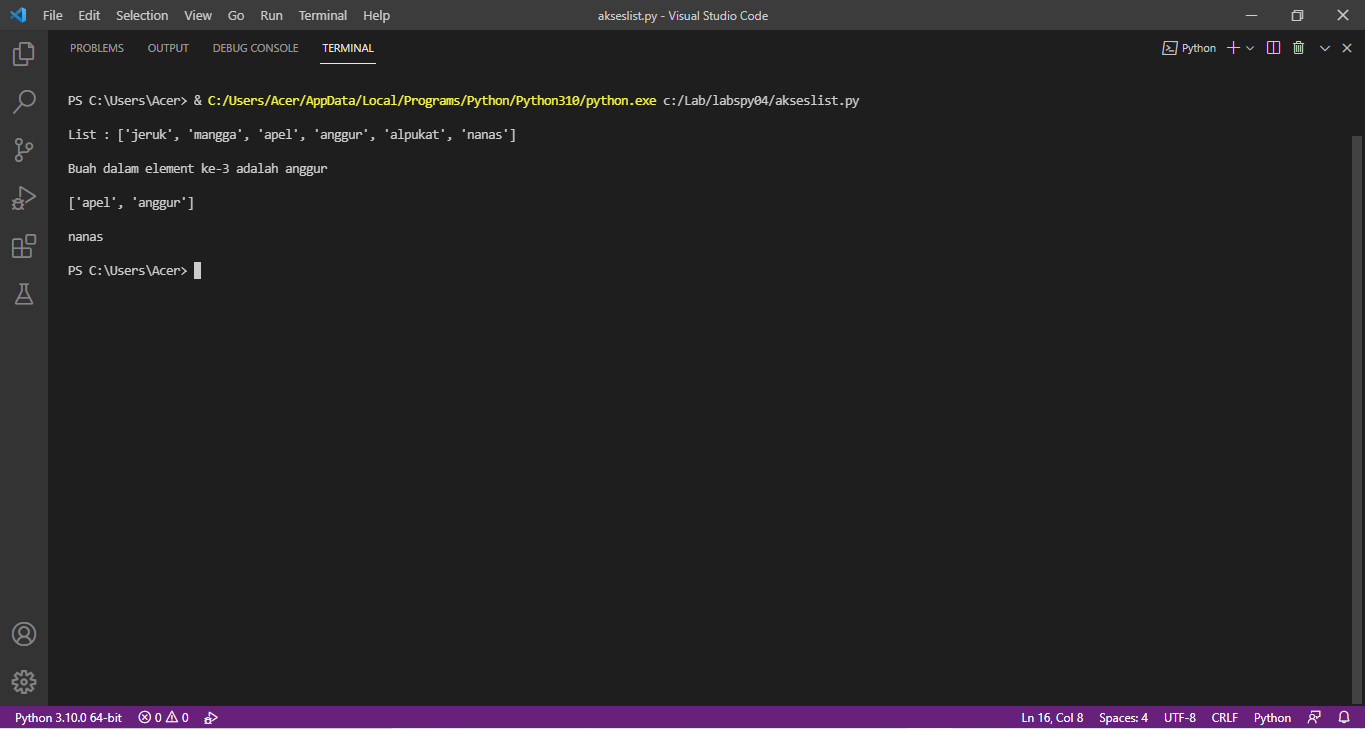 File Edit Selection View Go Run Terminal Help akseslist.py - Visual Studio Code
PROBLEMS OUTPUT DEBUG CONSOLE TERMINAL Python
PS C:\Users\Acer> & C:/Users/Acer/AppData/Local/Programs/Python/Python310/python.exe c:/Lab/labspy04/akseslist.py
List : ['jeruk', 'mangga', 'apel', 'anggur', 'alpukat', 'nanas']
Buah dalam element ke-3 adalah anggur
['apel', 'anggur']
nanas
PS C:\Users\Acer>
Python 3.10.0 64-bit 0 0 Ln 16, Col 8 Spaces: 4 UTF-8 CRLF Python